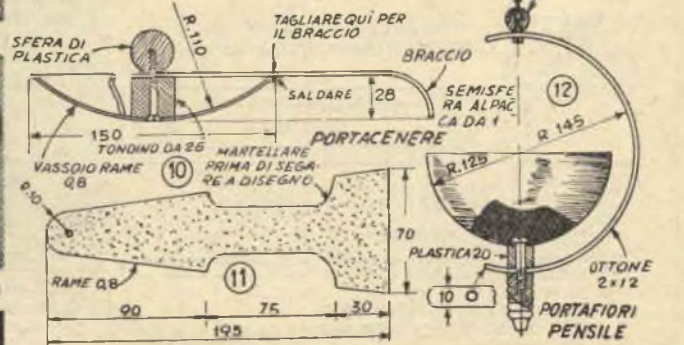 SFERA DI
PLASTICA
R.110
TAGLIARE QUÌ PER
IL BRACCIO
BRACCIO
SALDARE
28
150
TONDINO DA 25
VASSOIO RAME
0,8
10
PORTACENERE
MARTELLARE
PRIMA DI SEGA-
RE A DISEGNO
RAME 0,8
11
70
90
75
30
195
SEMISFE
RA ALPAC
CA DA 1
12
R 145
R.125
PLASTICA 20
10
OTTONE
2×12
PORTAFIORI
PENSILE